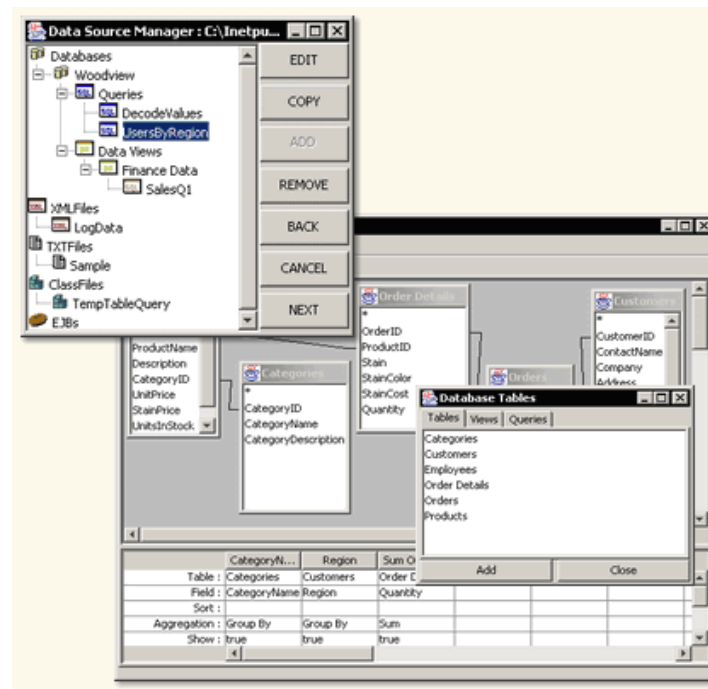 Data Source Manager : C:\Inetpu...
Databases
Woodview
Queries
DecodeValues
UsersByRegion
Data Views
Finance Data
SalesQ1
XMLFiles
LogData
TXTFiles
Sample
ClassFiles
TempTableQuery
EJBs
EDIT
COPY
ADD
REMOVE
BACK
CANCEL
NEXT
ProductName
Description
CategoryID
UnitPrice
StainPrice
UnitsInStock
Categories
*
CategoryID
CategoryName
CategoryDescription
Order Details
*
OrderID
ProductID
Stain
StainColor
StainCost
Quantity
Orders
Customers
*
CustomerID
ContactName
Company
Address
Database Tables
Tables Views Queries
Categories
Customers
Employees
Order Details
Orders
Products
Add Close
CategoryN... Region Sum O
Table : Categories Customers Order D
Field : CategoryName Region Quantity
Sort :
Aggregation : Group By Group By Sum
Show : true true true